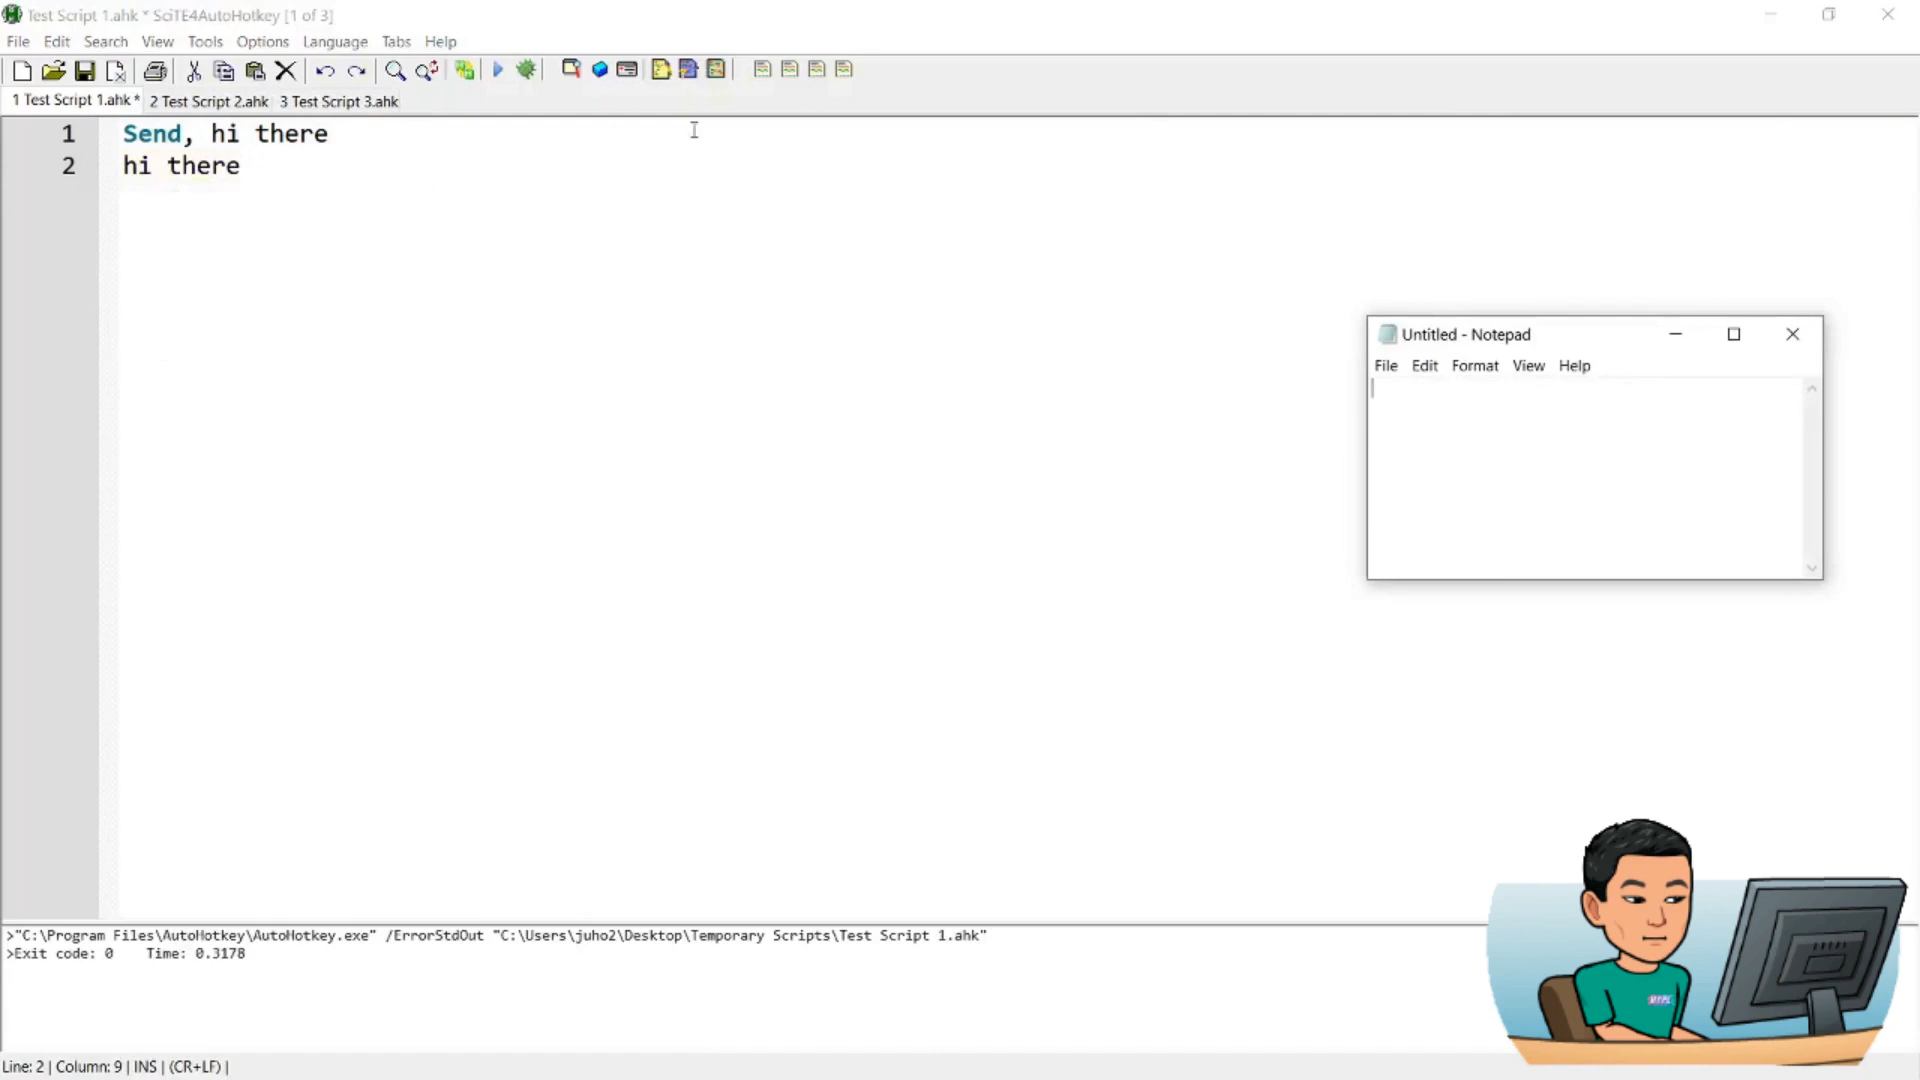 Test Script 1.ahk * SciTE4AutoHotkey [1 of 3]
File Edit Search View Tools Options Language Tabs Help
1 Test Script 1.ahk * 2 Test Script 2.ahk 3 Test Script 3.ahk
1 Send, hi there
2 hi there
Untitled - Notepad
File Edit Format View Help
>"C:\Program Files\AutoHotkey\AutoHotkey.exe" /ErrorStdOut "C:\Users\juho2\Desktop\Temporary Scripts\Test Script 1.ahk"
>Exit code: 0 Time: 0.3178
Line: 2 | Column: 9 | INS | (CR+LF) |